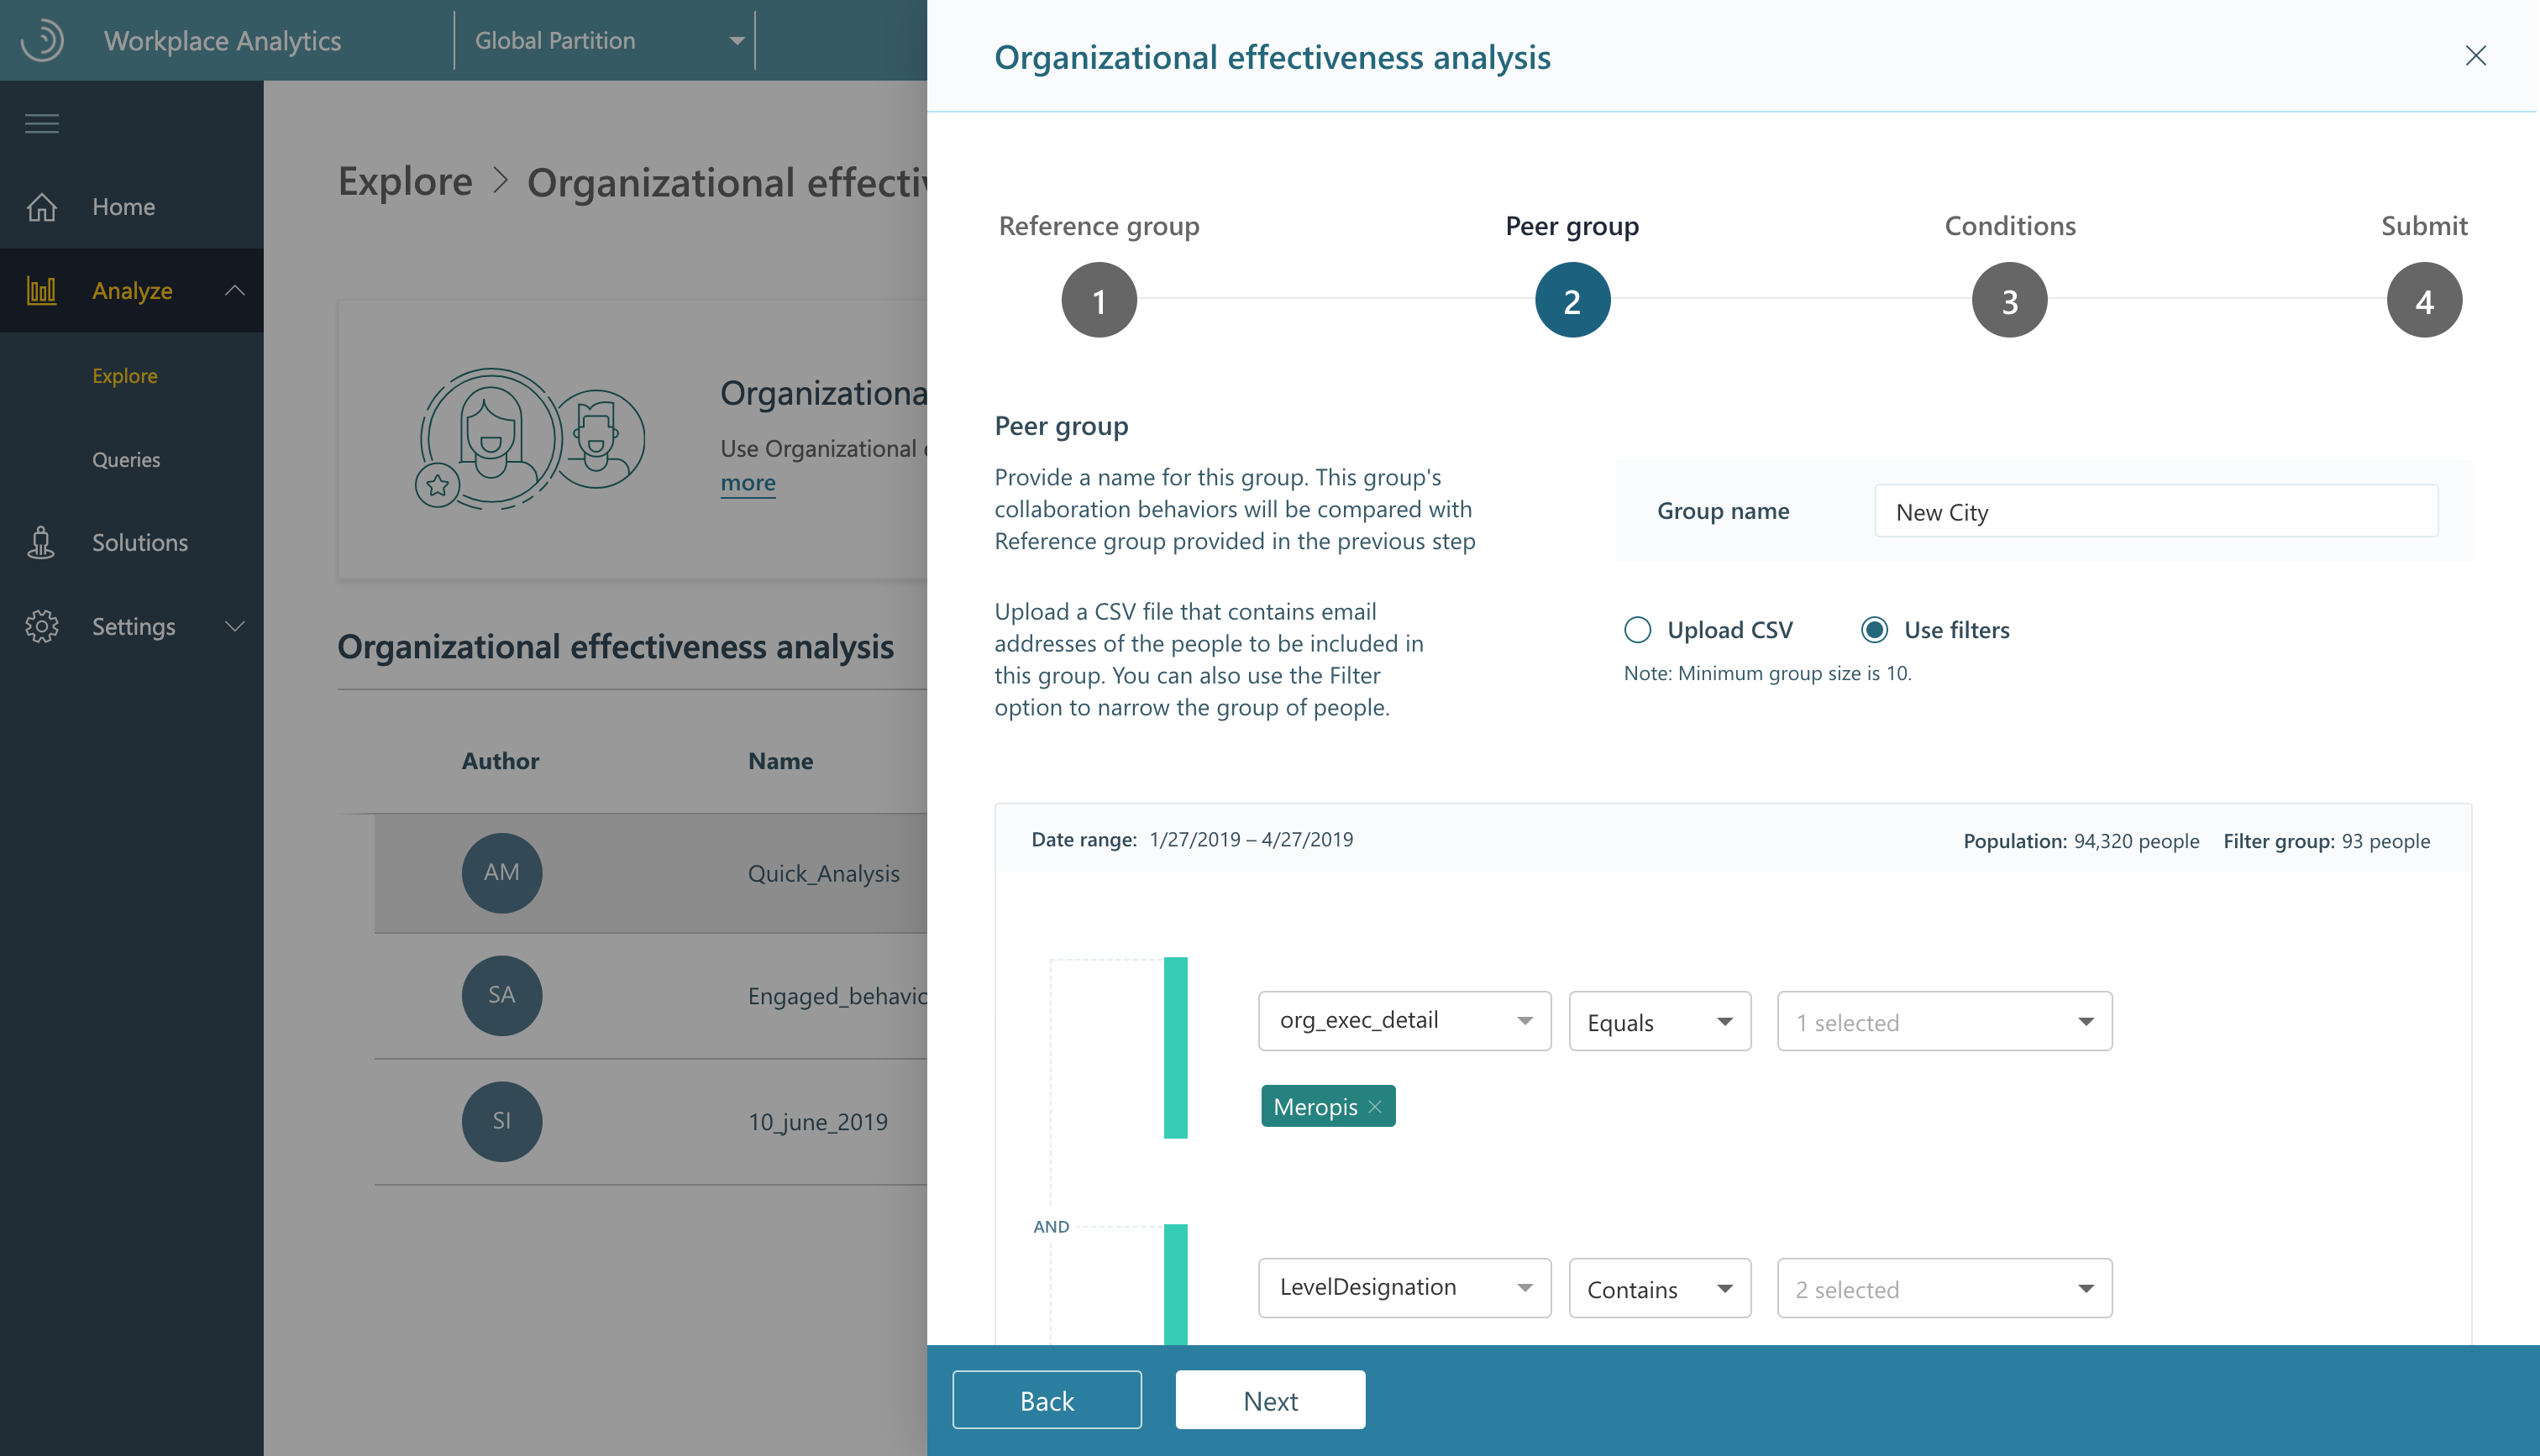 Workplace Analytics
Global Partition
Home
Analyze
Explore
Queries
Solutions
Settings
Explore > Organizational effecti
Organizationa
Use Organizational
more
Organizational effectiveness analysis
Author Name
AM Quick_Analysis
SA Engaged_behavio
SI 10_june_2019
Organizational effectiveness analysis
Reference group Peer group Conditions Submit
1 2 3 4
Peer group
Provide a name for this group. This group's
collaboration behaviors will be compared with
Reference group provided in the previous step
Upload a CSV file that contains email
addresses of the people to be included in
this group. You can also use the Filter
option to narrow the group of people.
Group name New City
Upload CSV Use filters
Note: Minimum group size is 10.
Date range: 1/27/2019 – 4/27/2019 Population: 94,320 people Filter group: 93 people
org_exec_detail Equals 1 selected
Meropis
AND
LevelDesignation Contains 2 selected
Back Next